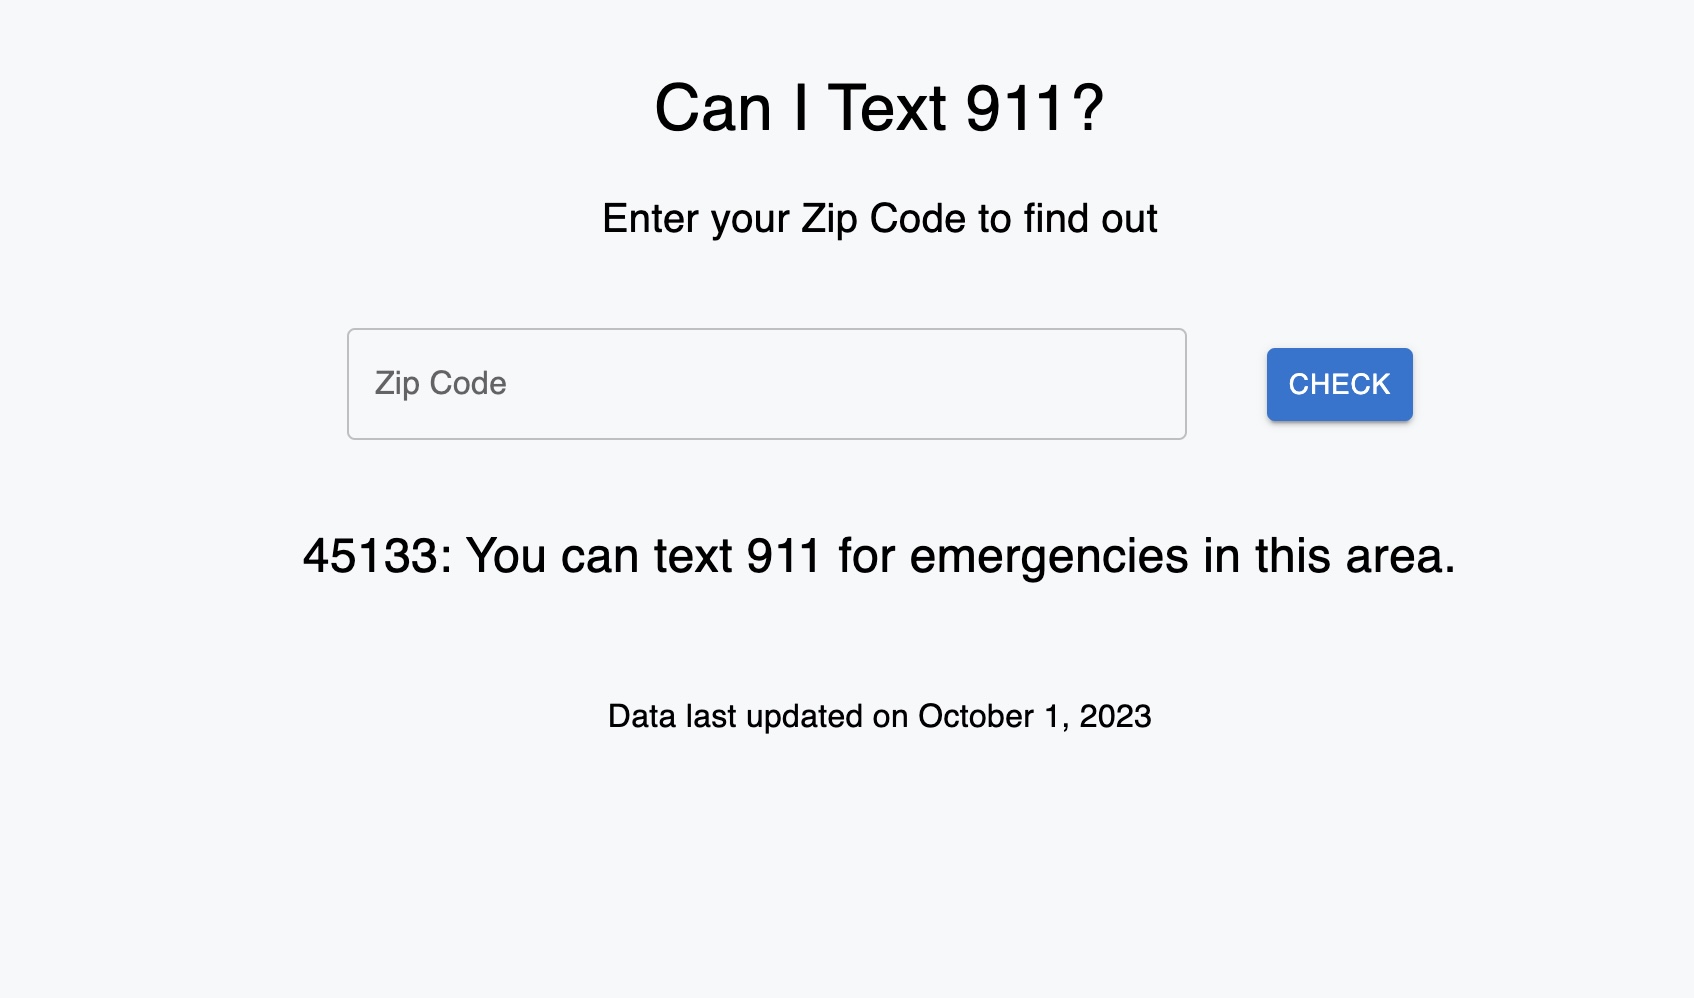 Can I Text 911?
Enter your Zip Code to find out
Zip Code
CHECK
45133: You can text 911 for emergencies in this area.
Data last updated on October 1, 2023